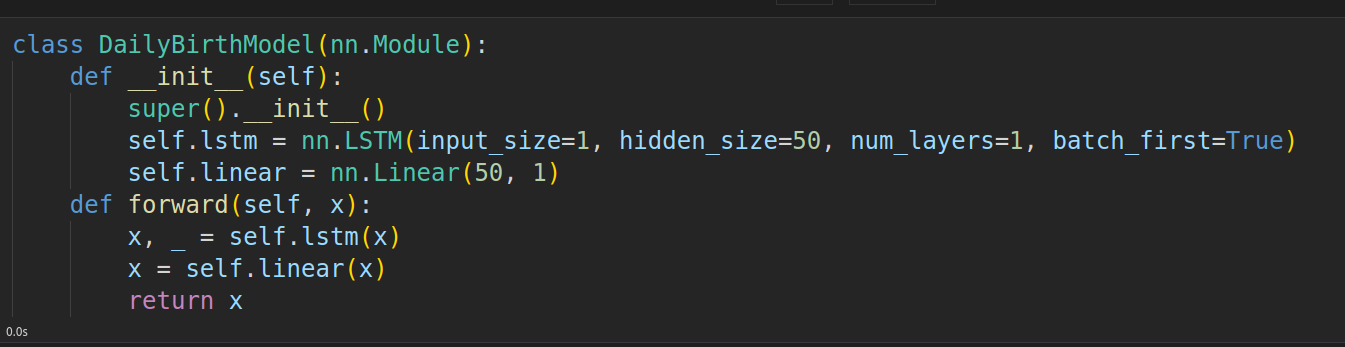 class DailyBirthModel(nn.Module):
    def __init__(self):
        super().__init__()
        self.lstm = nn.LSTM(input_size=1, hidden_size=50, num_layers=1, batch_first=True)
        self.linear = nn.Linear(50, 1)
    def forward(self, x):
        x, _ = self.lstm(x)
        x = self.linear(x)
        return x
0.0s